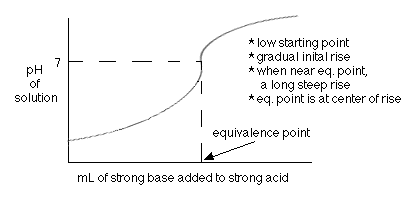 * low starting point
* gradual inital rise
* when near eq. point,
a long steep rise
* eq. point is at center of rise
7
pH
of
solution
equivalence point
mL of strong base added to strong acid